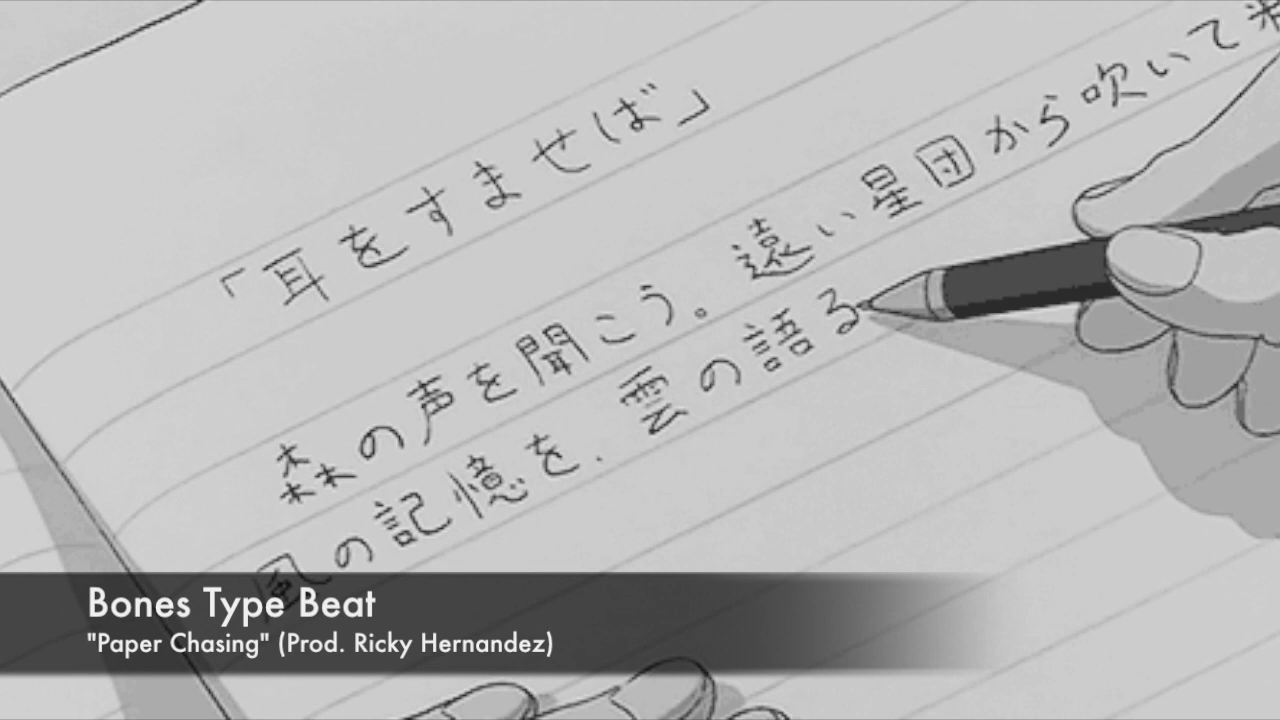 「耳をすませば」
森の声を聞こう。遠い星団から吹いて
風の記憶を、雲の語る
Bones Type Beat
"Paper Chasing" (Prod. Ricky Hernandez)